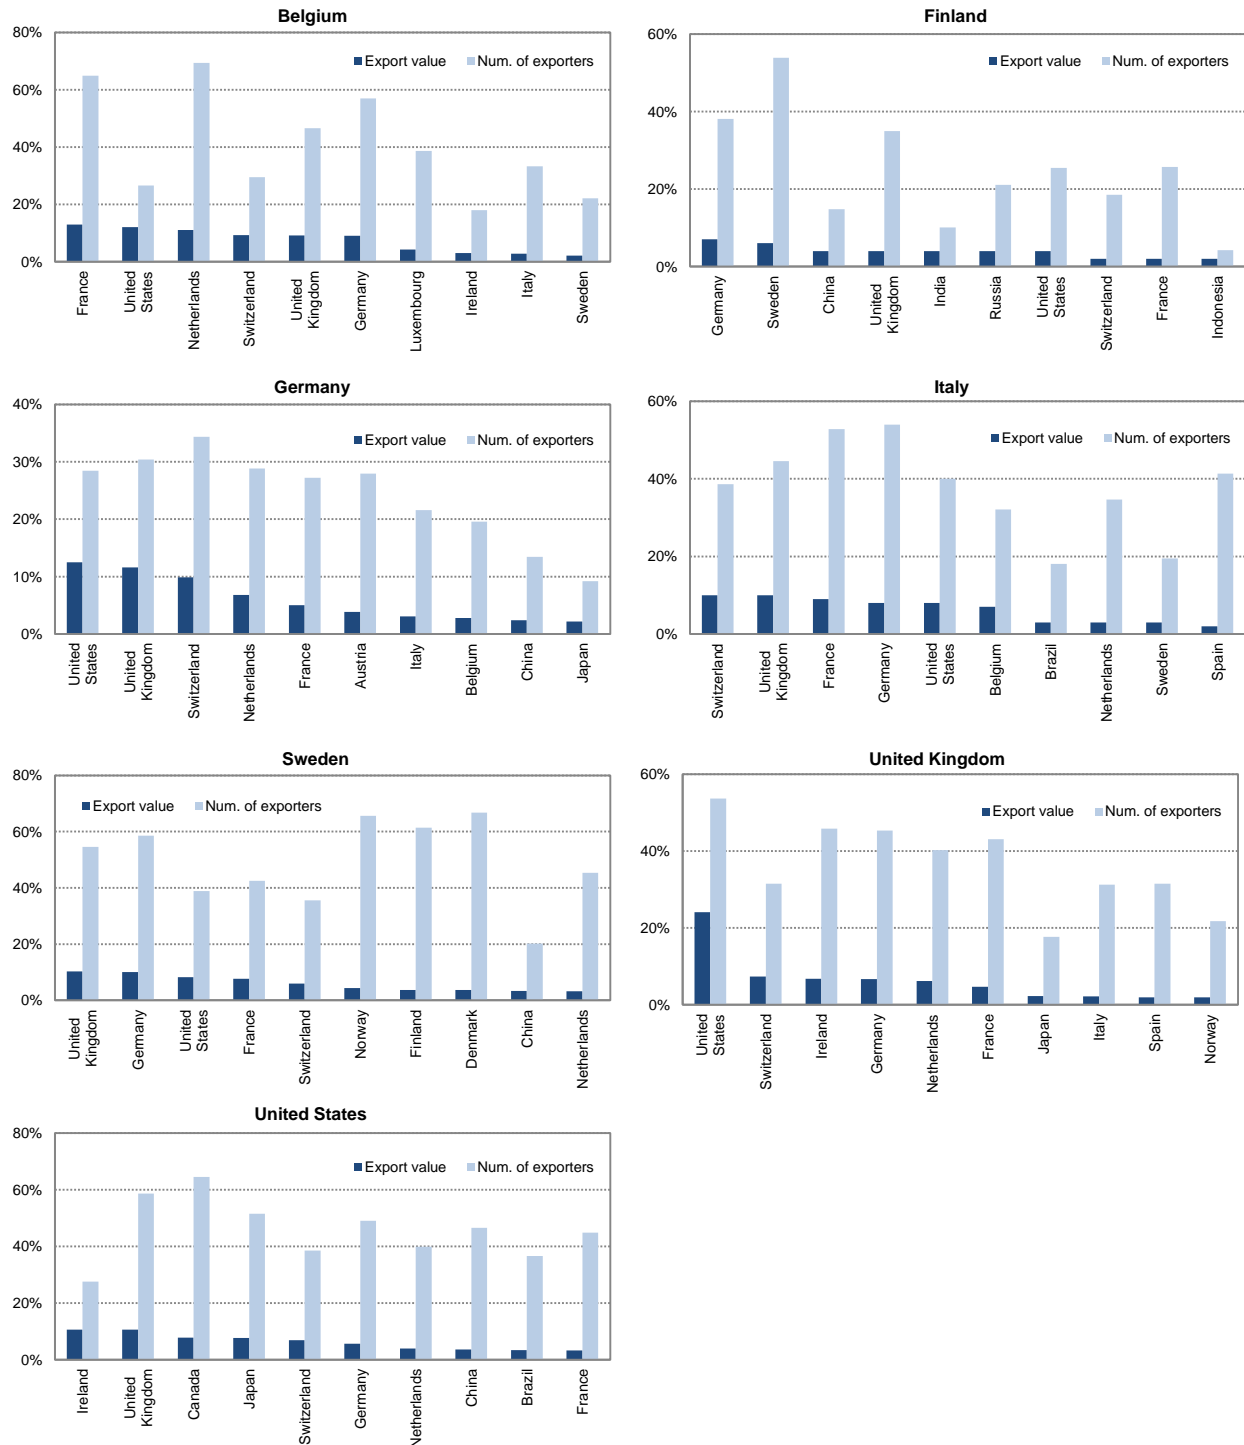 Belgium
80%
60%
40%
20%
0%
Export value
Num. of exporters
France
United
States
Netherlands
Switzerland
United
Kingdom
Germany
Luxembourg
Ireland
Italy
Sweden
Finland
60%
40%
20%
0%
Export value
Num. of exporters
Germany
Sweden
China
United
Kingdom
India
Russia
United
States
Switzerland
France
Indonesia
Germany
40%
30%
20%
10%
0%
Export value
Num. of exporters
United
States
United
Kingdom
Switzerland
Netherlands
France
Austria
Italy
Belgium
China
Japan
Italy
60%
40%
20%
0%
Export value
Num. of exporters
Switzerland
United
Kingdom
France
Germany
United
States
Belgium
Brazil
Netherlands
Sweden
Spain
Sweden
80%
60%
40%
20%
0%
Export value
Num. of exporters
United
Kingdom
Germany
United
States
France
Switzerland
Norway
Finland
Denmark
China
Netherlands
United Kingdom
60%
40%
20%
0%
Export value
Num. of exporters
United
States
Switzerland
Ireland
Germany
Netherlands
France
Japan
Italy
Spain
Norway
United States
80%
60%
40%
20%
0%
Export value
Num. of exporters
Ireland
United
Kingdom
Canada
Japan
Switzerland
Germany
Netherlands
China
Brazil
France